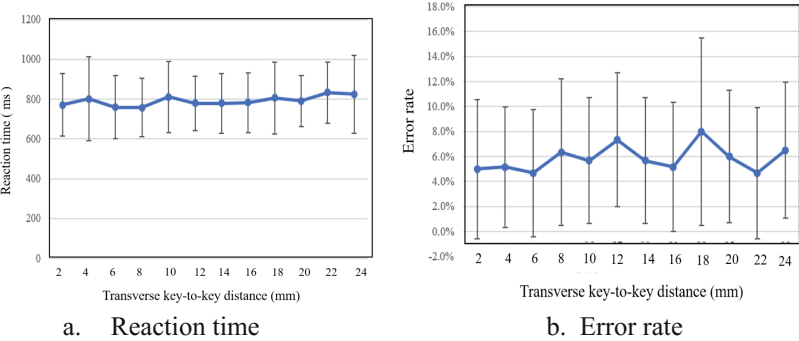 1200
1000
800
600
400
200
0
Reaction time ( ms )
2 4 6 8 10 12 14 16 18 20 22 24
Transverse key-to-key distance (mm)
a. Reaction time
18.0%
16.0%
14.0%
12.0%
10.0%
8.0%
6.0%
4.0%
2.0%
0.0%
-2.0%
Error rate
2 4 6 8 10 12 14 16 18 20 22 24
Transverse key-to-key distance (mm)
b. Error rate